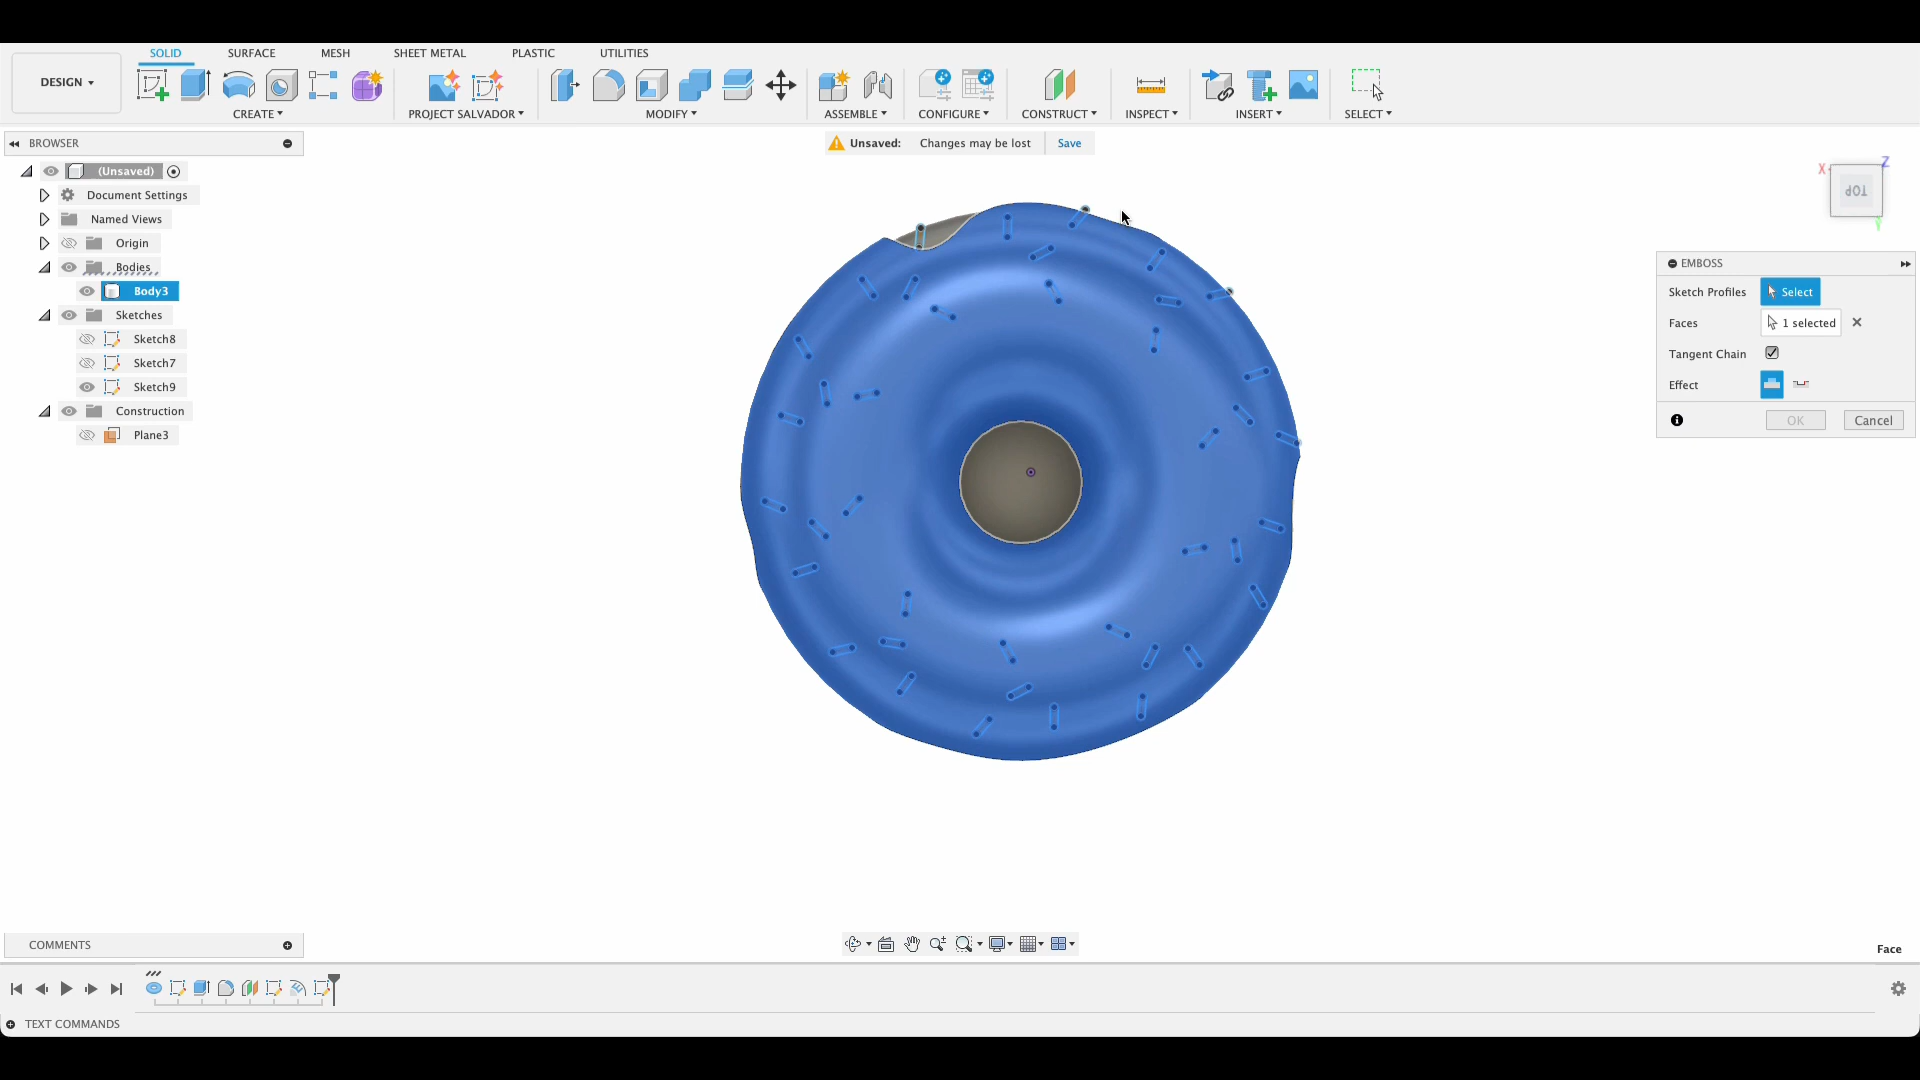 SOLID SURFACE MESH SHEET METAL PLASTIC UTILITIES
DESIGN
CREATE PROJECT SALVADOR MODIFY ASSEMBLE CONFIGURE CONSTRUCT INSPECT INSERT SELECT
BROWSER
Unsaved: Changes may be lost Save
(Unsaved)
Document Settings
Named Views
Origin
Bodies
Body3
Sketches
Sketch8
Sketch7
Sketch9
Construction
Plane3
X Z
TOP
Y
EMBOSS
Sketch Profiles Select
Faces 1 selected
Tangent Chain
Effect
OK Cancel
COMMENTS
Face
TEXT COMMANDS